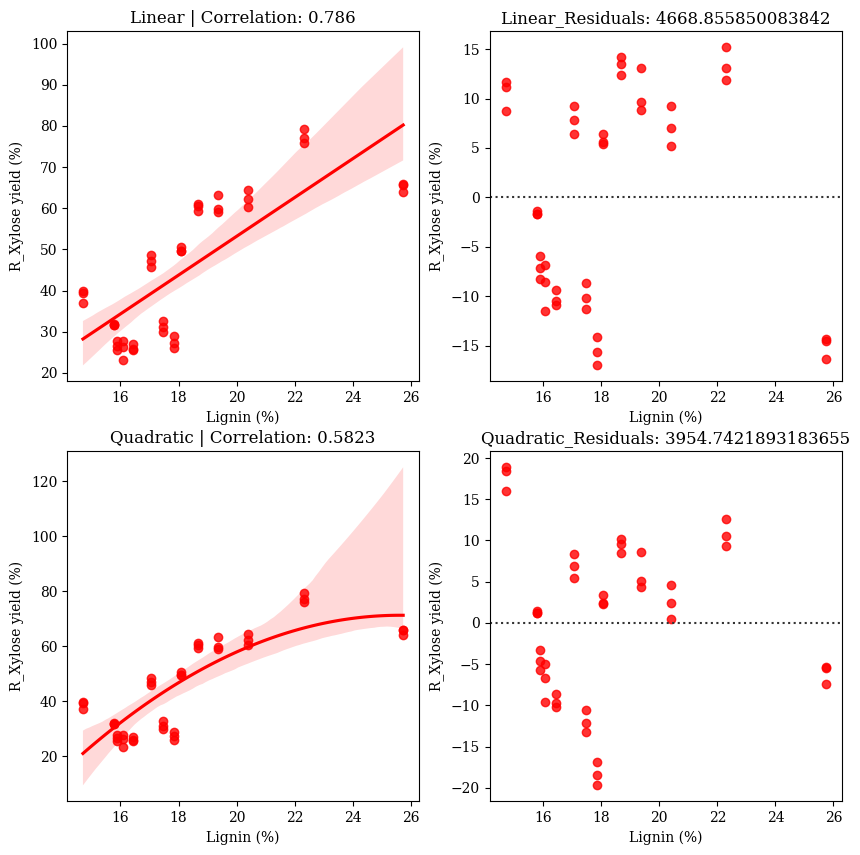 Linear | Correlation: 0.786
Linear_Residuals: 4668.855850083842
100
90
80
70
60
50
40
30
20
R_Xylose yield (%)
16 18 20 22 24 26
Lignin (%)
15
10
5
0
−5
−10
−15
R_Xylose yield (%)
16 18 20 22 24 26
Lignin (%)
Quadratic | Correlation: 0.5823
Quadratic_Residuals: 3954.7421893183655
120
100
80
60
40
20
R_Xylose yield (%)
16 18 20 22 24 26
Lignin (%)
20
15
10
5
0
−5
−10
−15
−20
R_Xylose yield (%)
16 18 20 22 24 26
Lignin (%)